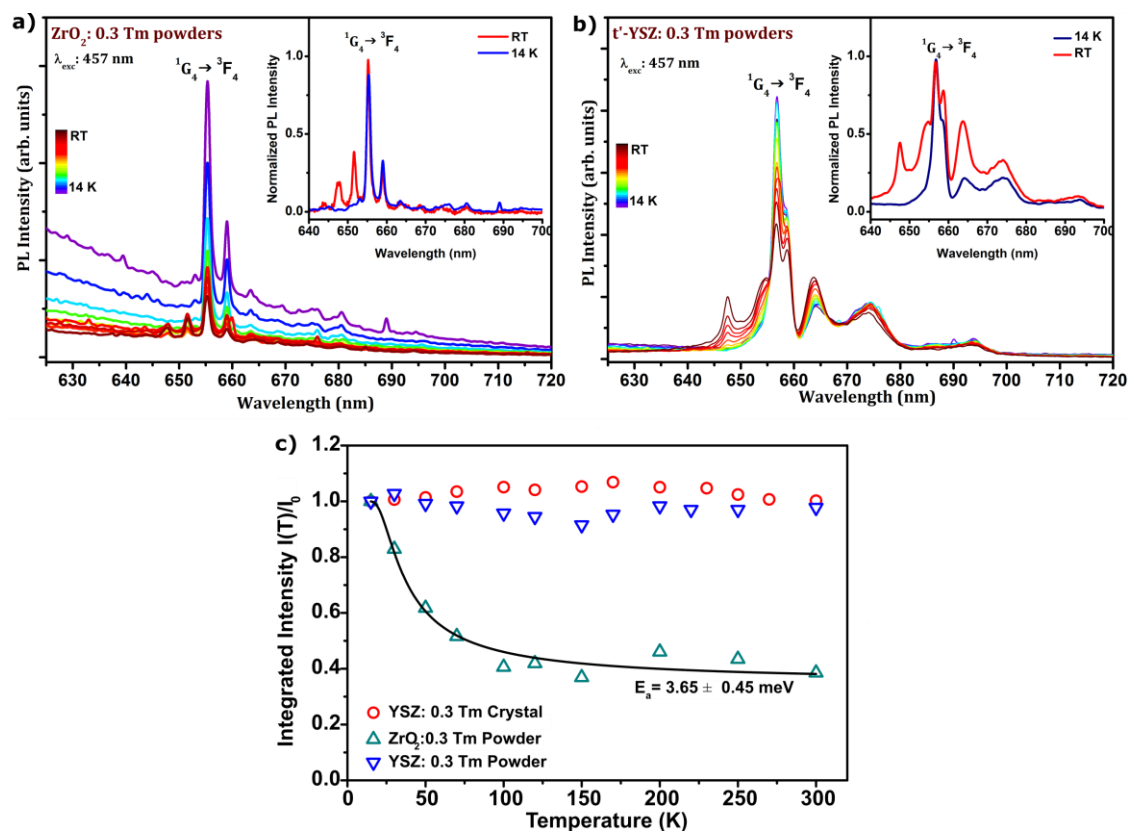 a)
ZrO₂: 0.3 Tm powders
λexc: 457 nm
¹G₄ → ³F₄
RT
14 K
PL Intensity (arb. units)
630 640 650 660 670 680 690 700 710 720
Wavelength (nm)
¹G₄ → ³F₄
RT
14 K
Normalized PL Intensity
1.0
0.5
0.0
640 650 660 670 680 690 700
Wavelength (nm)
b)
t'-YSZ: 0.3 Tm powders
λexc: 457 nm
¹G₄ → ³F₄
RT
14 K
PL Intensity (arb. units)
630 640 650 660 670 680 690 700 710 720
Wavelength (nm)
¹G₄ → ³F₄
14 K
RT
Normalized PL Intensity
1.0
0.5
0.0
640 650 660 670 680 690 700
Wavelength (nm)
c)
Integrated Intensity I(T)/I₀
1.2
1.0
0.8
0.6
0.4
0.2
0.0
Eₐ= 3.65 ± 0.45 meV
YSZ: 0.3 Tm Crystal
ZrO₂:0.3 Tm Powder
YSZ: 0.3 Tm Powder
0 50 100 150 200 250 300
Temperature (K)